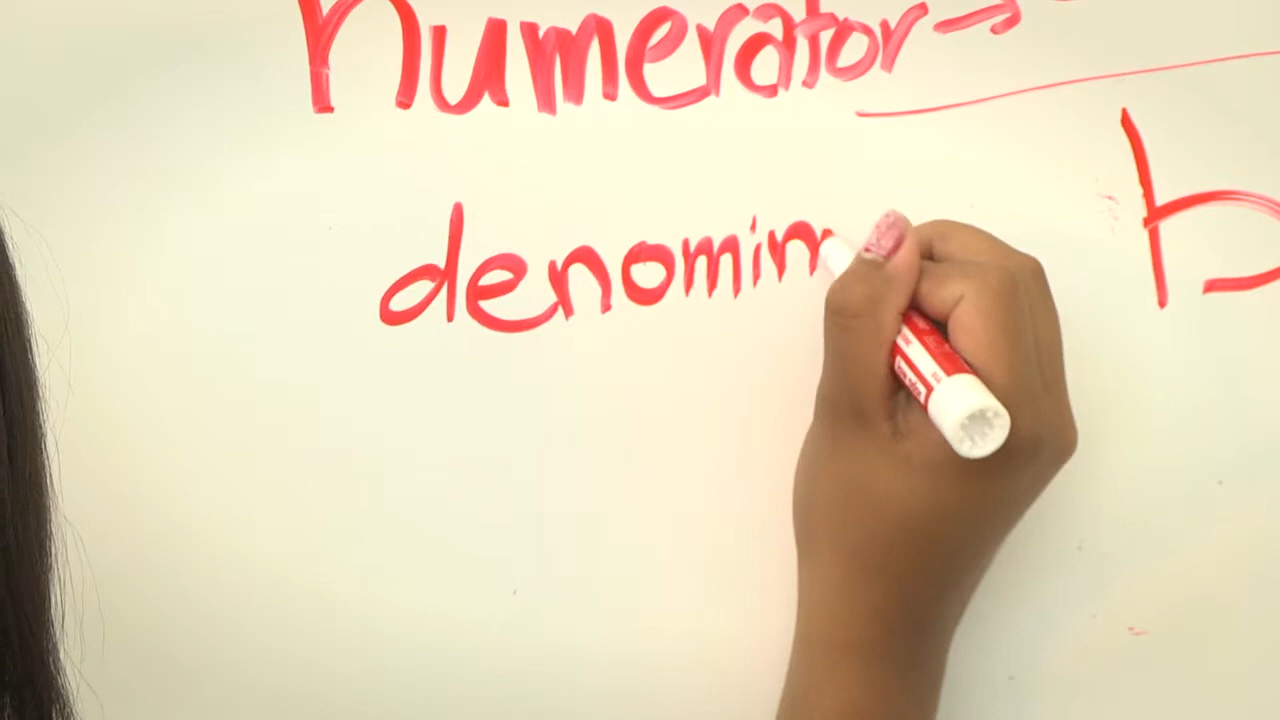 numerator →
denomin
b